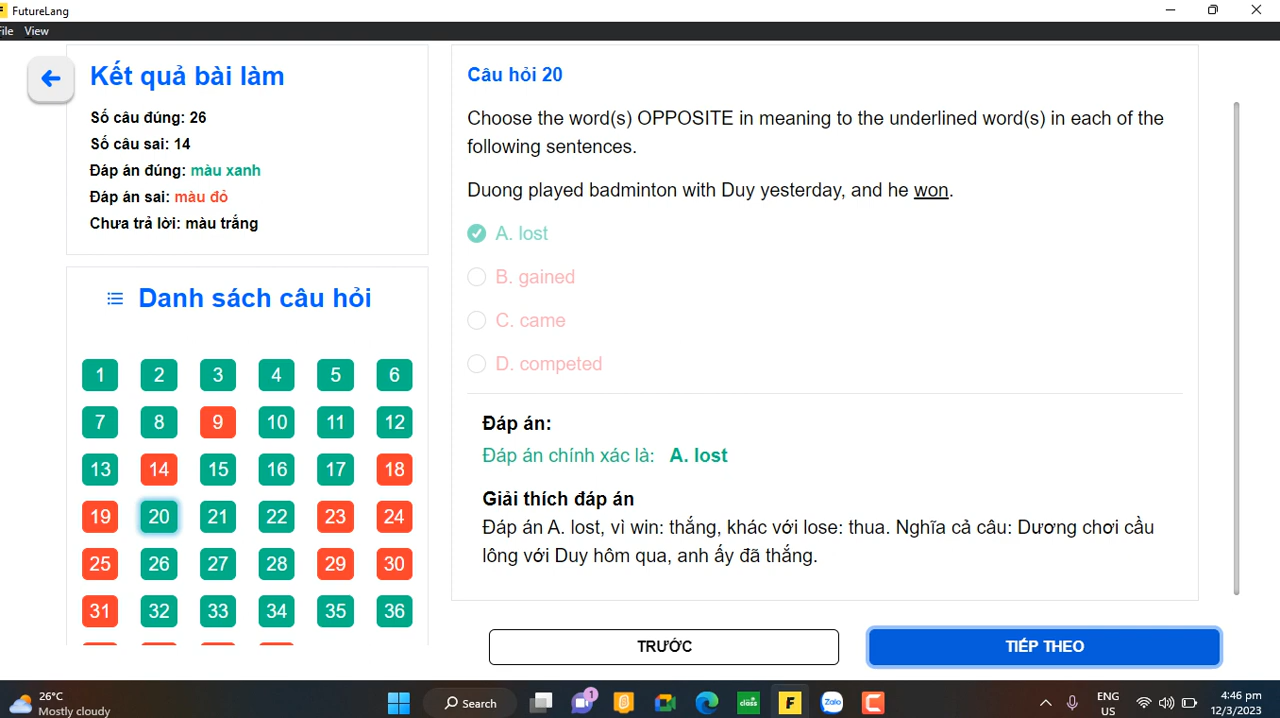 FutureLang
File View
Kết quả bài làm
Số câu đúng: 26
Số câu sai: 14
Đáp án đúng: màu xanh
Đáp án sai: màu đỏ
Chưa trả lời: màu trắng
Danh sách câu hỏi
1 2 3 4 5 6
7 8 9 10 11 12
13 14 15 16 17 18
19 20 21 22 23 24
25 26 27 28 29 30
31 32 33 34 35 36
Câu hỏi 20
Choose the word(s) OPPOSITE in meaning to the underlined word(s) in each of the
following sentences.
Duong played badminton with Duy yesterday, and he won.
A. lost
B. gained
C. came
D. competed
Đáp án:
Đáp án chính xác là: A. lost
Giải thích đáp án
Đáp án A. lost, vì win: thắng, khác với lose: thua. Nghĩa cả câu: Dương chơi cầu
lông với Duy hôm qua, anh ấy đã thắng.
TRƯỚC
TIẾP THEO
26°C
Mostly cloudy
Search
1
class
F
Zalo
ENG
US
4:46 pm
12/3/2023